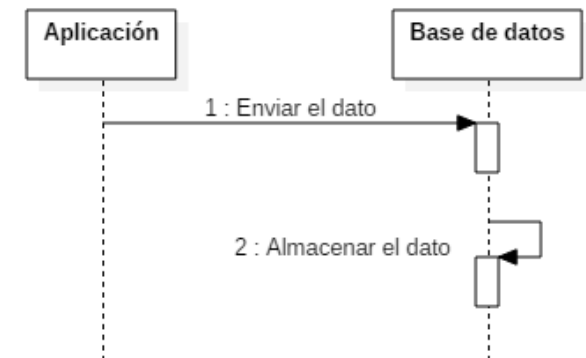 Aplicación
Base de datos
1 : Enviar el dato
2 : Almacenar el dato